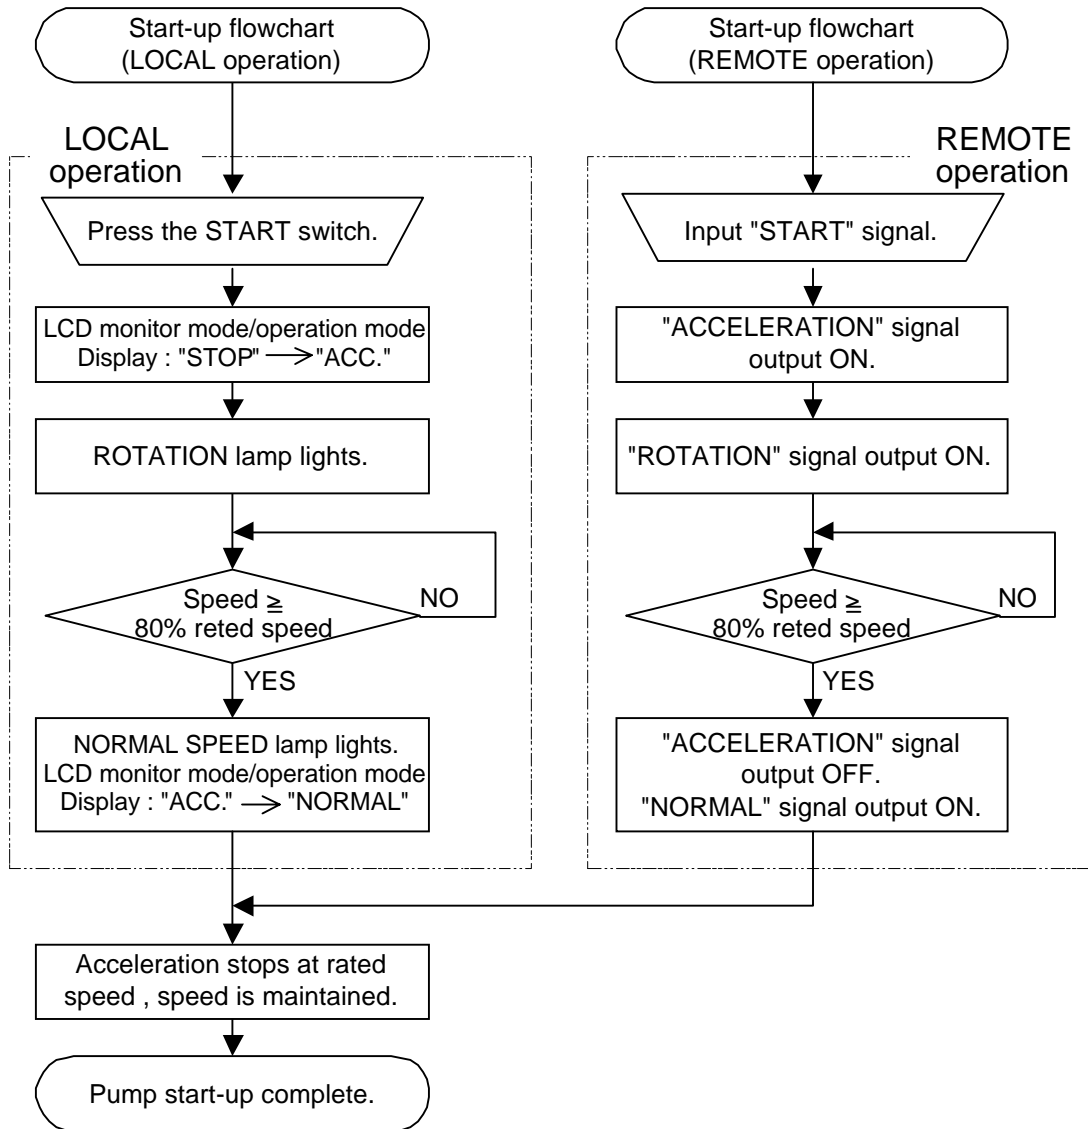 Start-up flowchart
(LOCAL operation)
LOCAL
operation
Press the START switch.
LCD monitor mode/operation mode
Display : "STOP" → "ACC."
ROTATION lamp lights.
Speed ≧
80% reted speed
NO
YES
NORMAL SPEED lamp lights.
LCD monitor mode/operation mode
Display : "ACC." → "NORMAL"
Start-up flowchart
(REMOTE operation)
REMOTE
operation
Input "START" signal.
"ACCELERATION" signal
output ON.
"ROTATION" signal output ON.
Speed ≧
80% reted speed
NO
YES
"ACCELERATION" signal
output OFF.
"NORMAL" signal output ON.
Acceleration stops at rated
speed , speed is maintained.
Pump start-up complete.